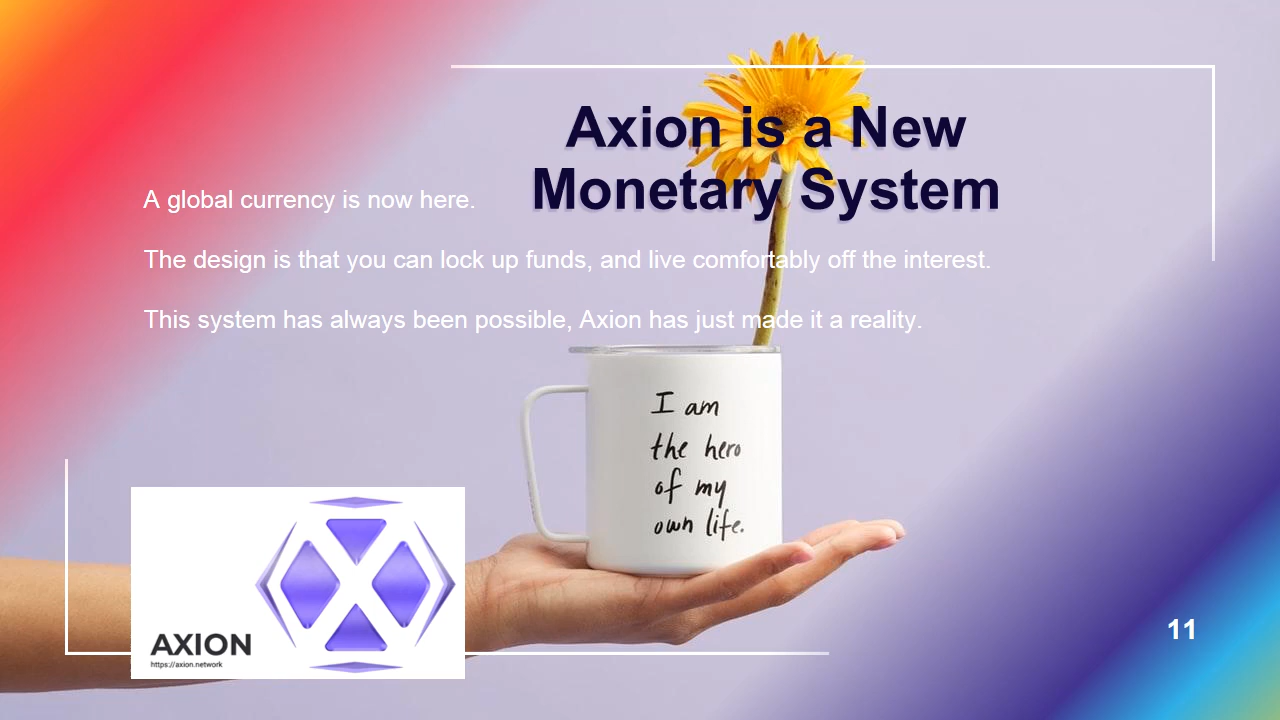 Axion is a New
Monetary System
A global currency is now here.
The design is that you can lock up funds, and live comfortably off the interest.
This system has always been possible, Axion has just made it a reality.
I am
the hero
of my
own life.
AXION
https://axion.network
11